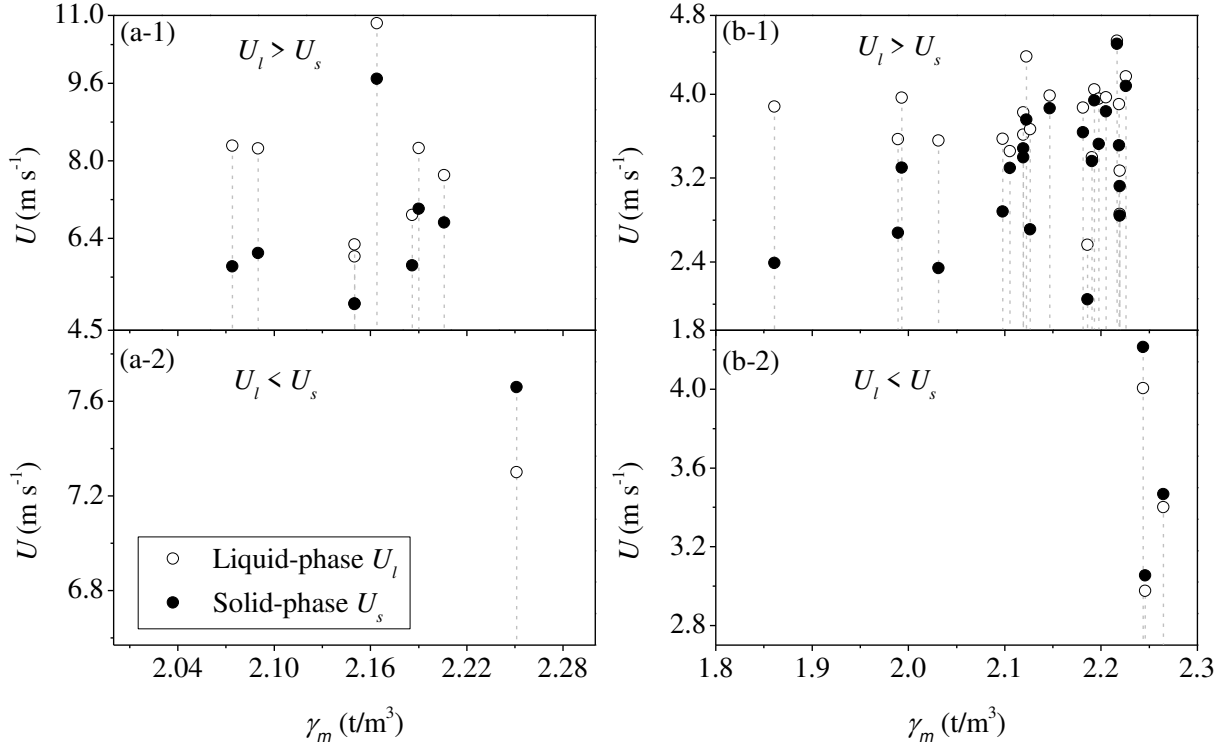 (a-1)
U_l > U_s
11.0
9.6
8.0
6.4
4.5
U (m s⁻¹)
(b-1)
U_l > U_s
4.8
4.0
3.2
2.4
1.8
U (m s⁻¹)
(a-2)
U_l < U_s
7.6
7.2
6.8
U (m s⁻¹)
Liquid-phase U_l
Solid-phase U_s
2.04 2.10 2.16 2.22 2.28
γ_m (t/m³)
(b-2)
U_l < U_s
4.0
3.6
3.2
2.8
U (m s⁻¹)
1.8 1.9 2.0 2.1 2.2 2.3
γ_m (t/m³)